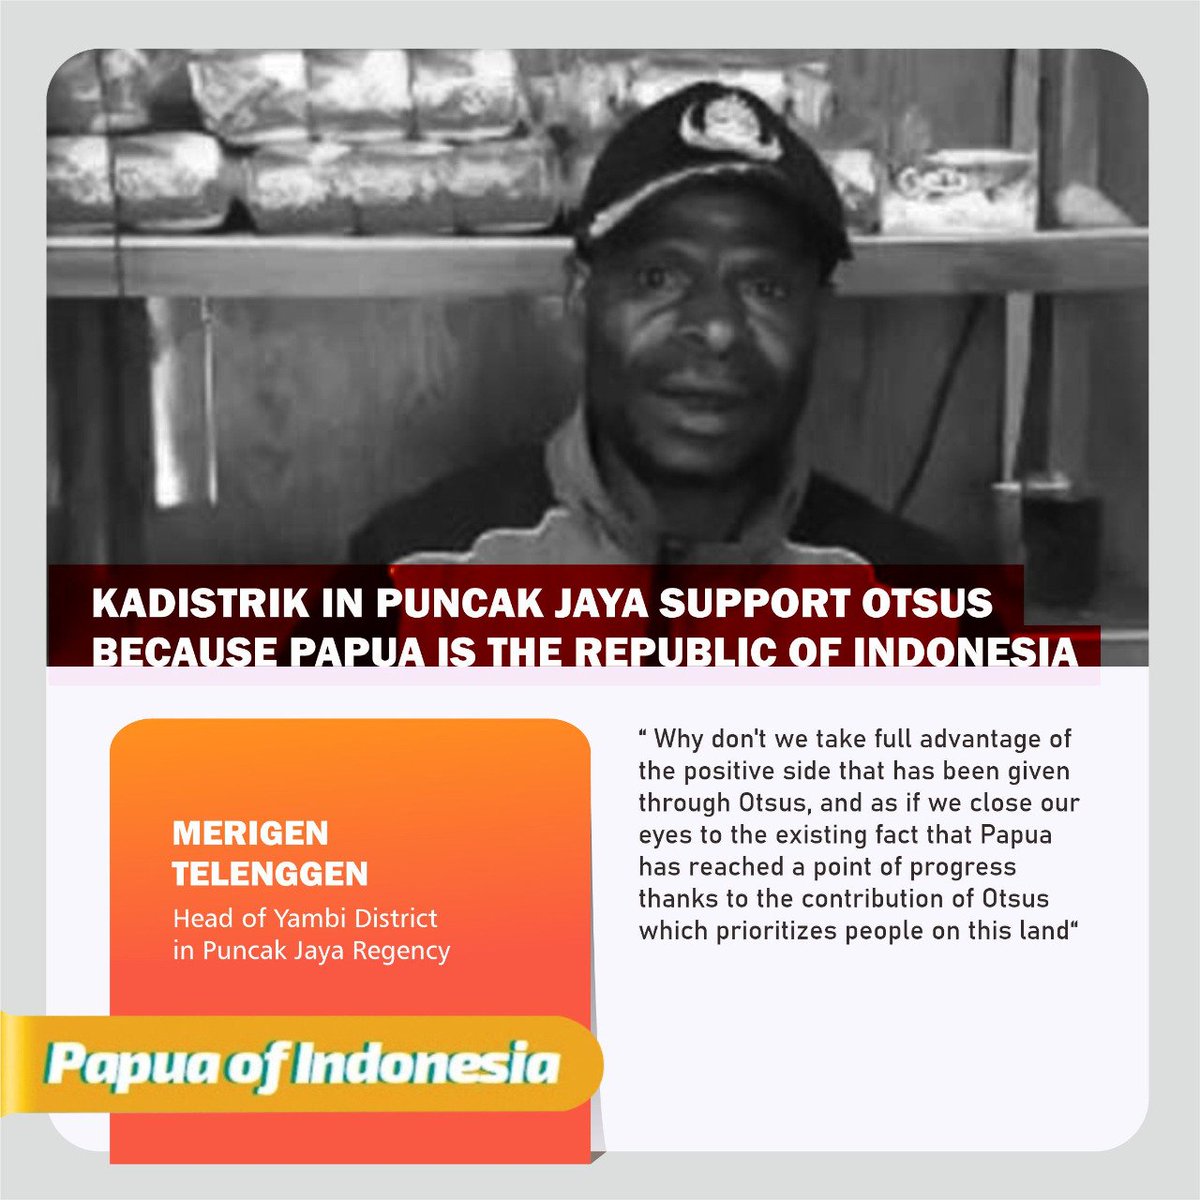 KADISTRIK IN PUNCAK JAYA SUPPORT OTSUS
BECAUSE PAPUA IS THE REPUBLIC OF INDONESIA
MERIGEN
TELENGGEN
Head of Yambi District
in Puncak Jaya Regency
“ Why don't we take full advantage of
the positive side that has been given
through Otsus, and as if we close our
eyes to the existing fact that Papua
has reached a point of progress
thanks to the contribution of Otsus
which prioritizes people on this land“
Papua of Indonesia